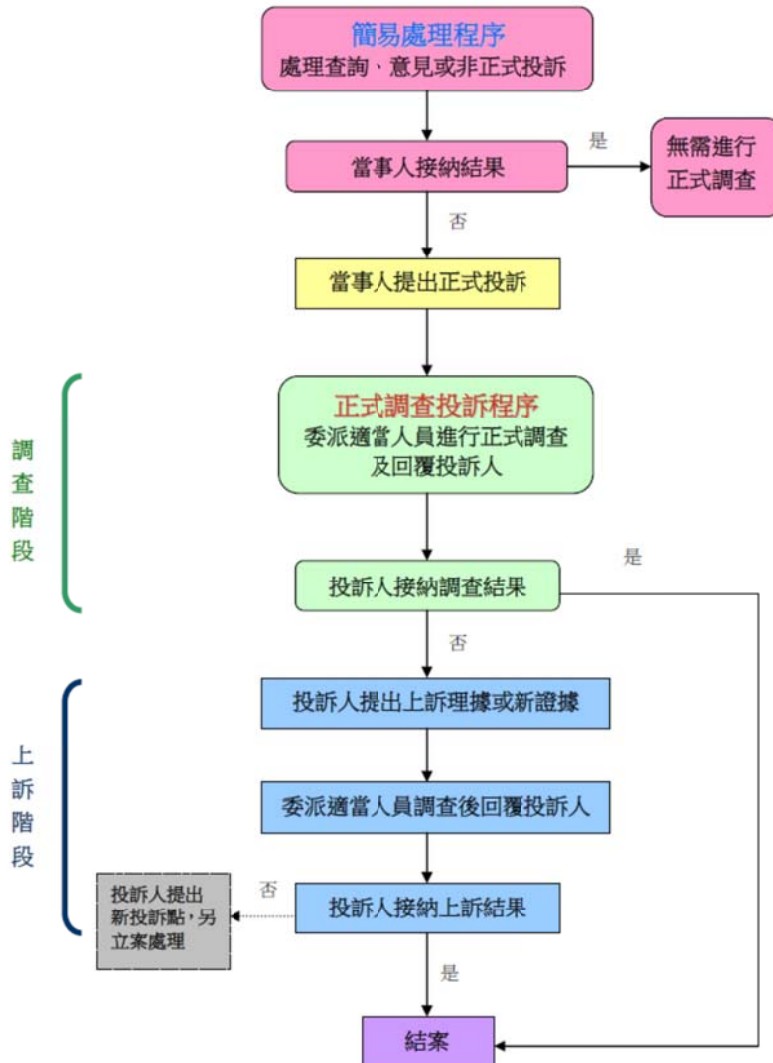 簡易處理程序
處理查詢、意見或非正式投訴
當事人接納結果
是
無需進行
正式調查
否
當事人提出正式投訴
調查階段
正式調查投訴程序
委派適當人員進行正式調查
及回覆投訴人
投訴人接納調查結果
是
否
上訴階段
投訴人提出上訴理據或新證據
委派適當人員調查後回覆投訴人
投訴人接納上訴結果
否
投訴人提出
新投訴點，另
立案處理
是
結案